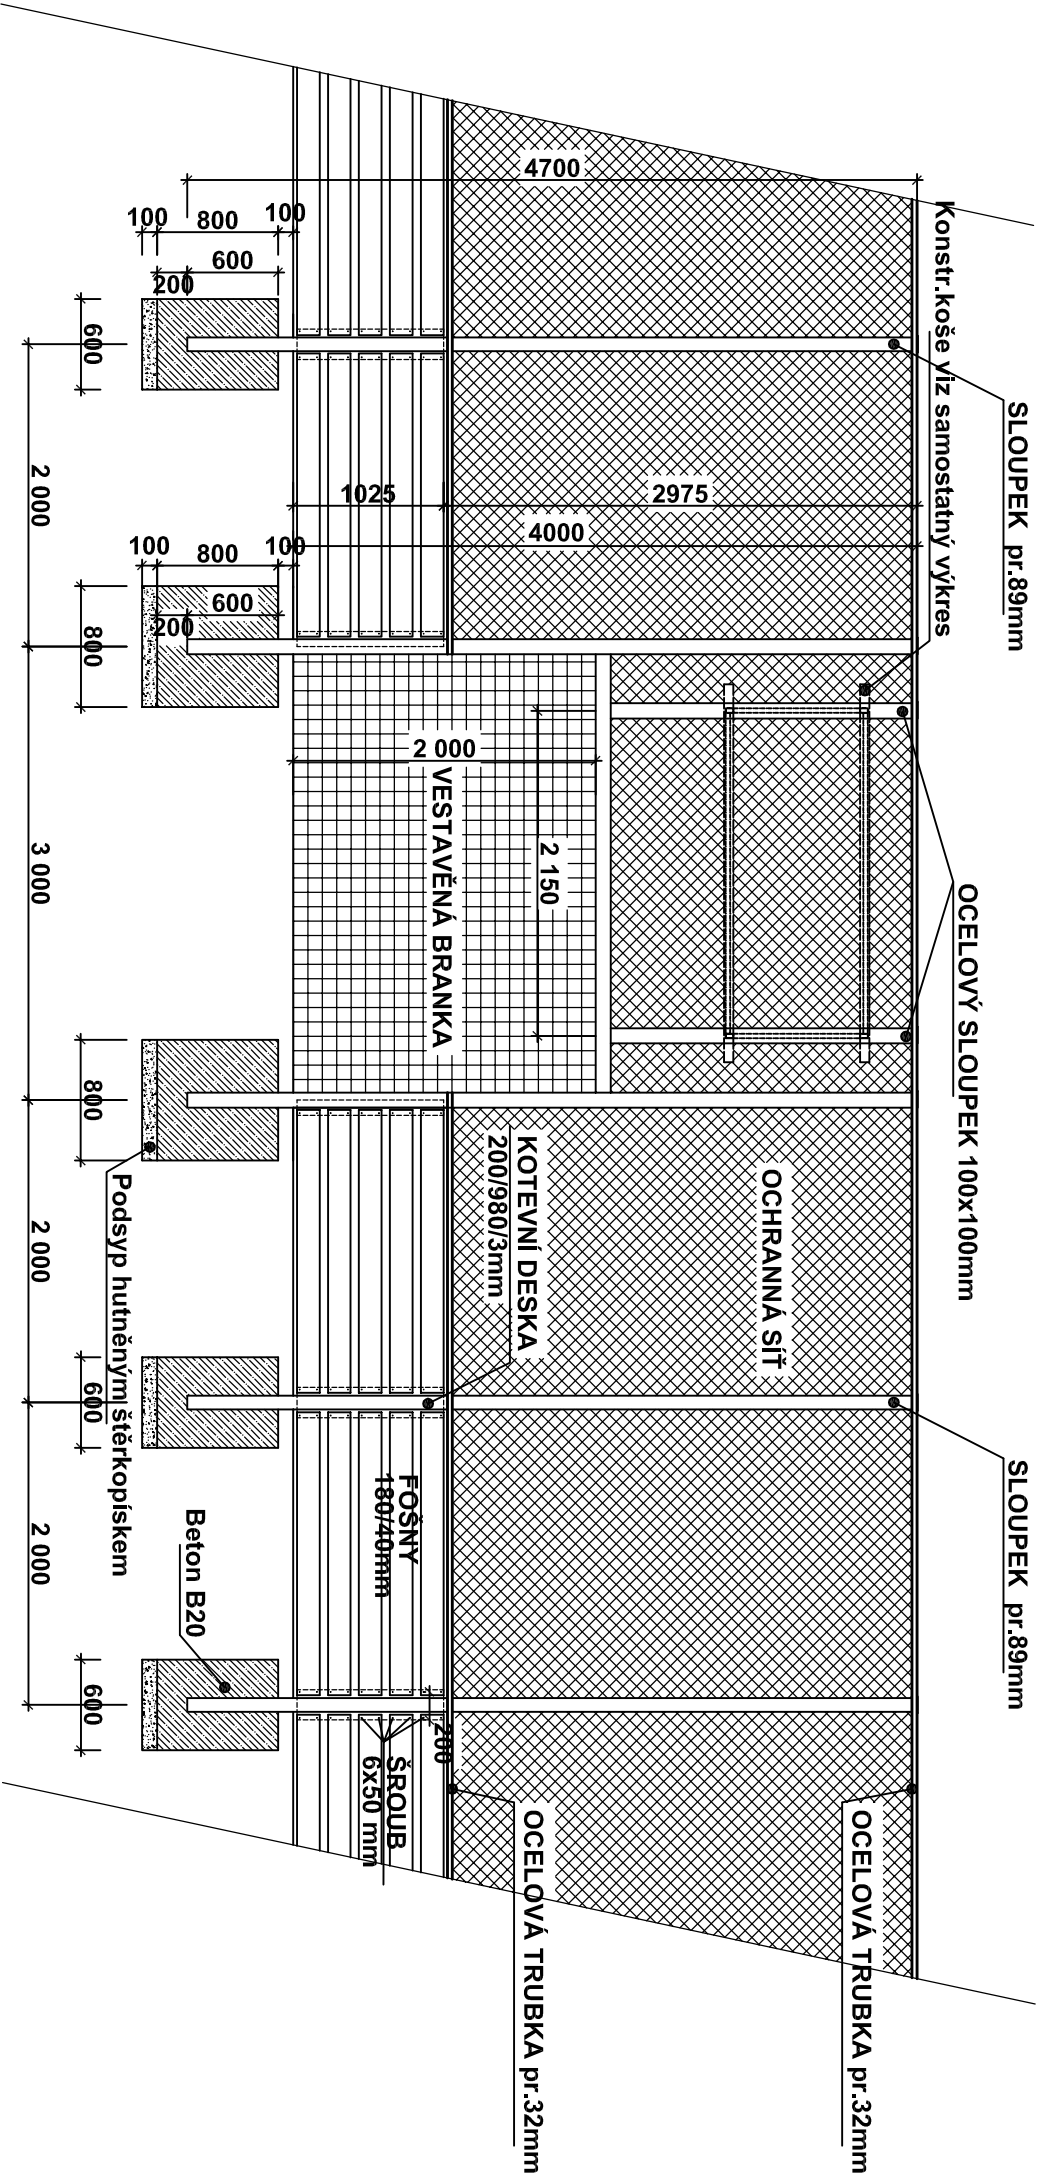 SLOUPEK pr.89mm
SLOUPEK pr.89mm
Konstr.koše viz samostatný výkres
OCELOVÝ SLOUPEK 100x100mm
OCELOVÁ TRUBKA pr.32mm
OCHRANNÁ SÍŤ
OCELOVÁ TRUBKA pr.32mm
KOTEVNÍ DESKA
200/980/3mm
VESTAVĚNÁ BRANKA
FOŠNY
180/40mm
ŠROUB
6x50 mm
200
Beton B20
Podsyp hutněným štěrkopískem
4700
2975
4000
1025
2 150
2 000
100
800
100
600
200
100
800
100
600
200
600
800
800
600
600
2 000
3 000
2 000
2 000